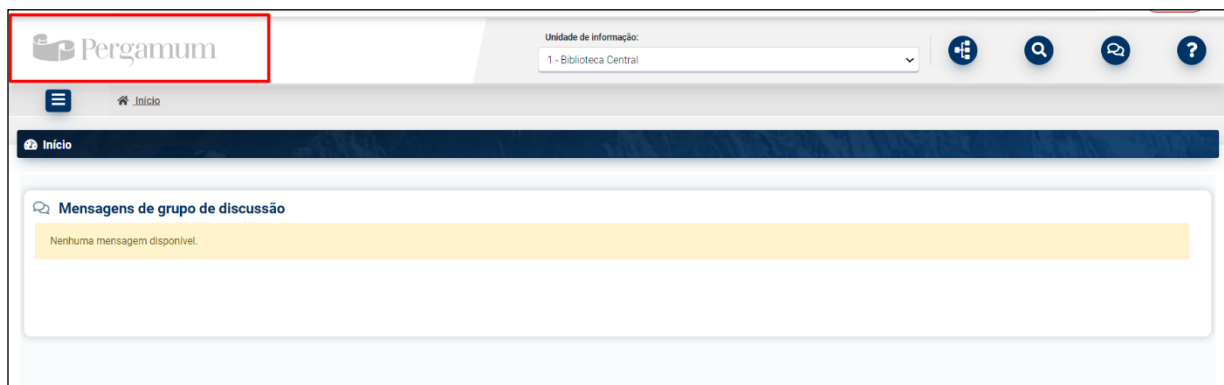 Pergamum
Unidade de informação:
1 - Biblioteca Central
Início
Início
Mensagens de grupo de discussão
Nenhuma mensagem disponível.